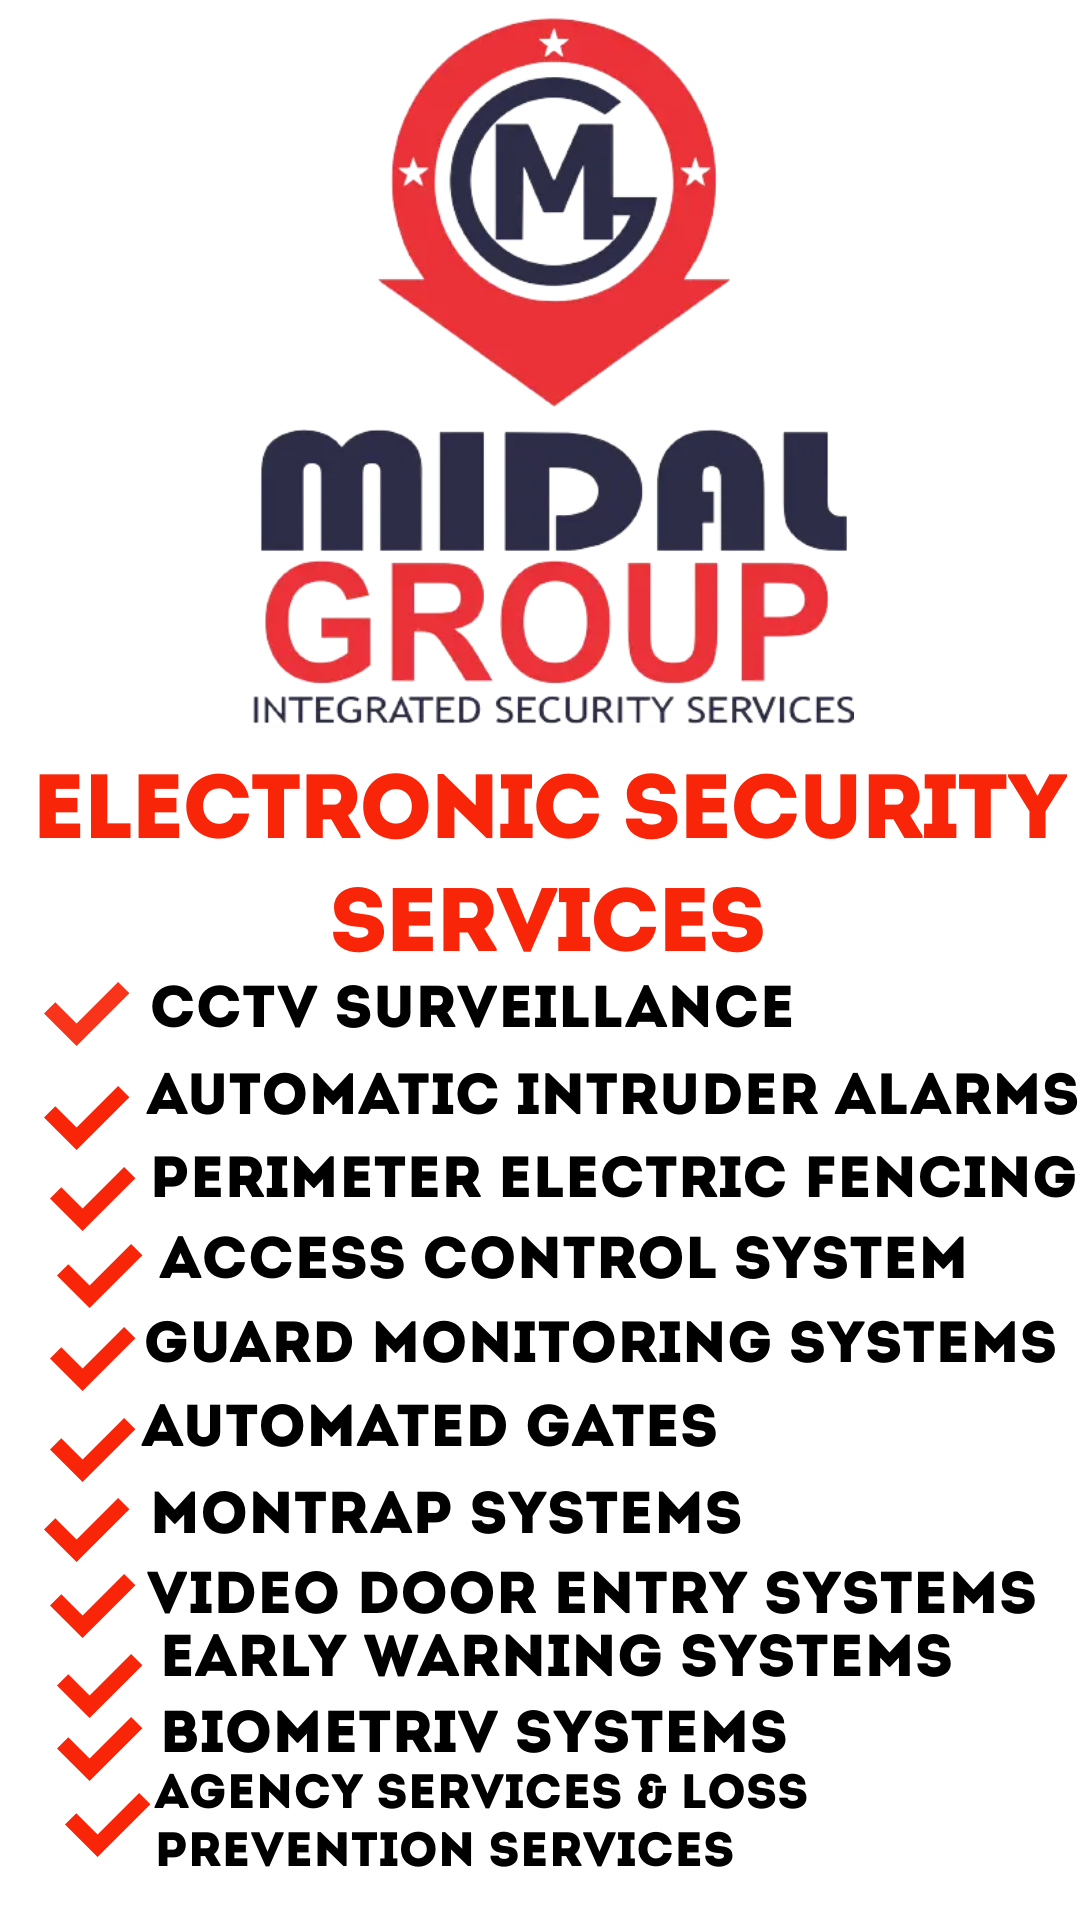 MG
MIDAL
GROUP
INTEGRATED SECURITY SERVICES
ELECTRONIC SECURITY
SERVICES
CCTV SURVEILLANCE
AUTOMATIC INTRUDER ALARMS
PERIMETER ELECTRIC FENCING
ACCESS CONTROL SYSTEM
GUARD MONITORING SYSTEMS
AUTOMATED GATES
MONTRAP SYSTEMS
VIDEO DOOR ENTRY SYSTEMS
EARLY WARNING SYSTEMS
BIOMETRIV SYSTEMS
AGENCY SERVICES & LOSS
PREVENTION SERVICES